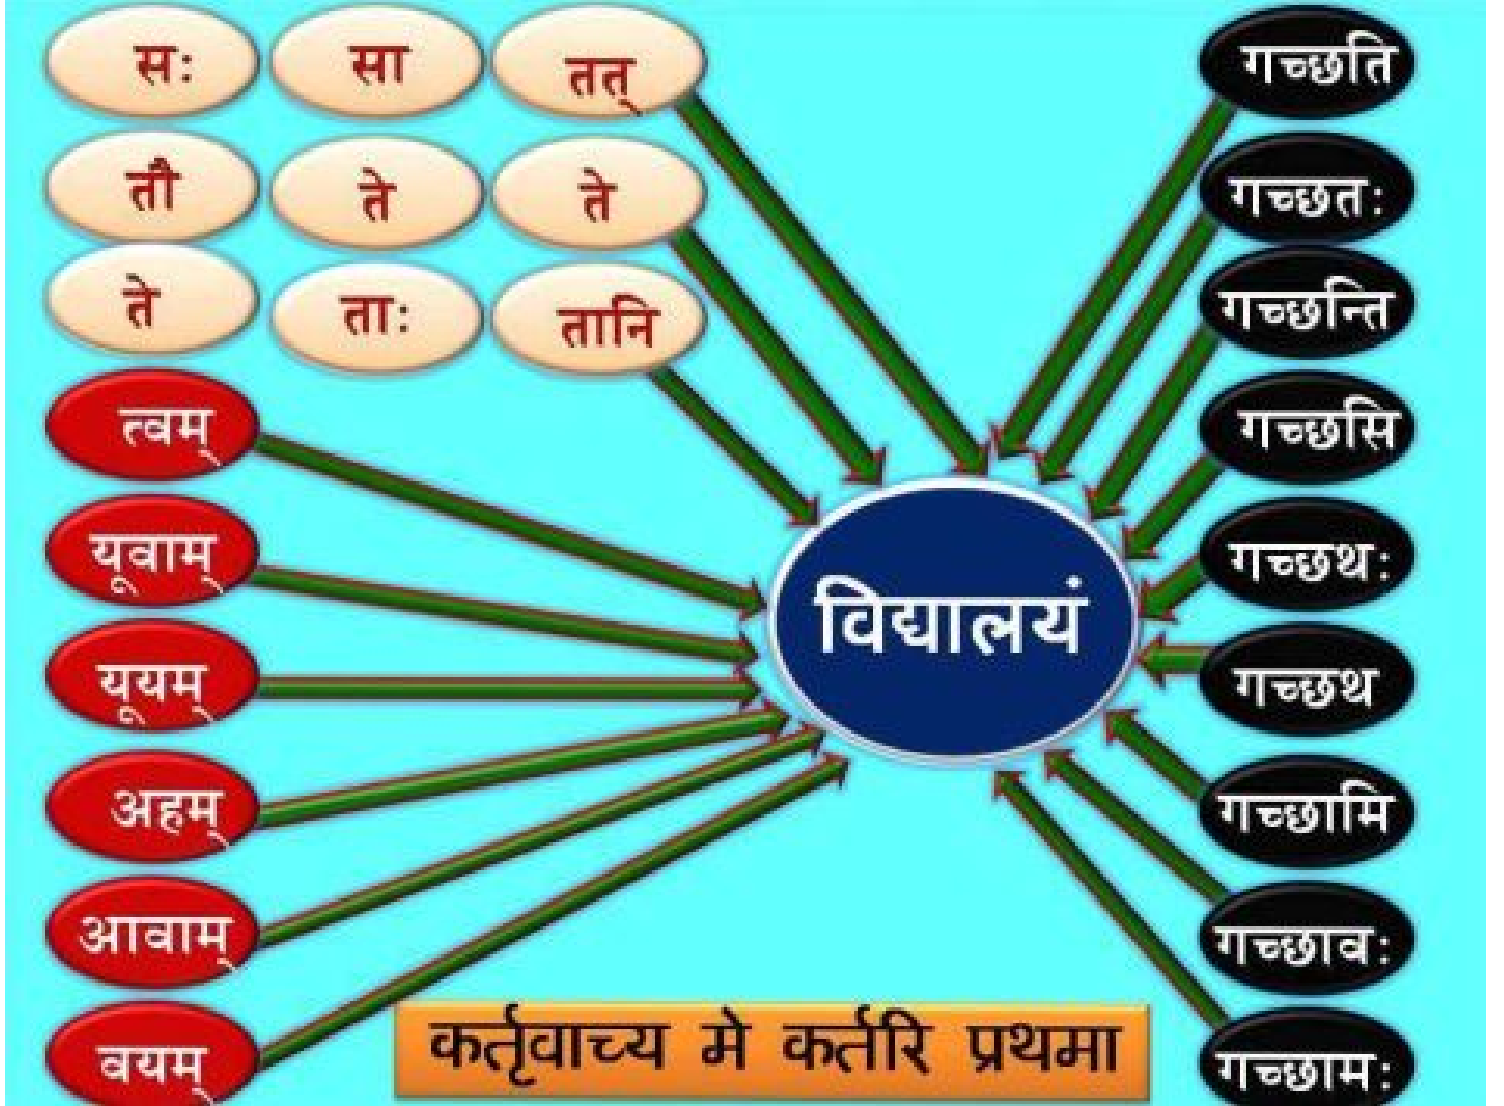 सः सा तत् गच्छति
तौ ते ते गच्छतः
ते ताः तानि गच्छन्ति
त्वम् गच्छसि
यूवाम् गच्छथः
विद्यालयं
यूयम् गच्छथ
अहम् गच्छामि
आवाम् गच्छावः
वयम् गच्छामः
कर्तृवाच्य मे कर्तरि प्रथमा